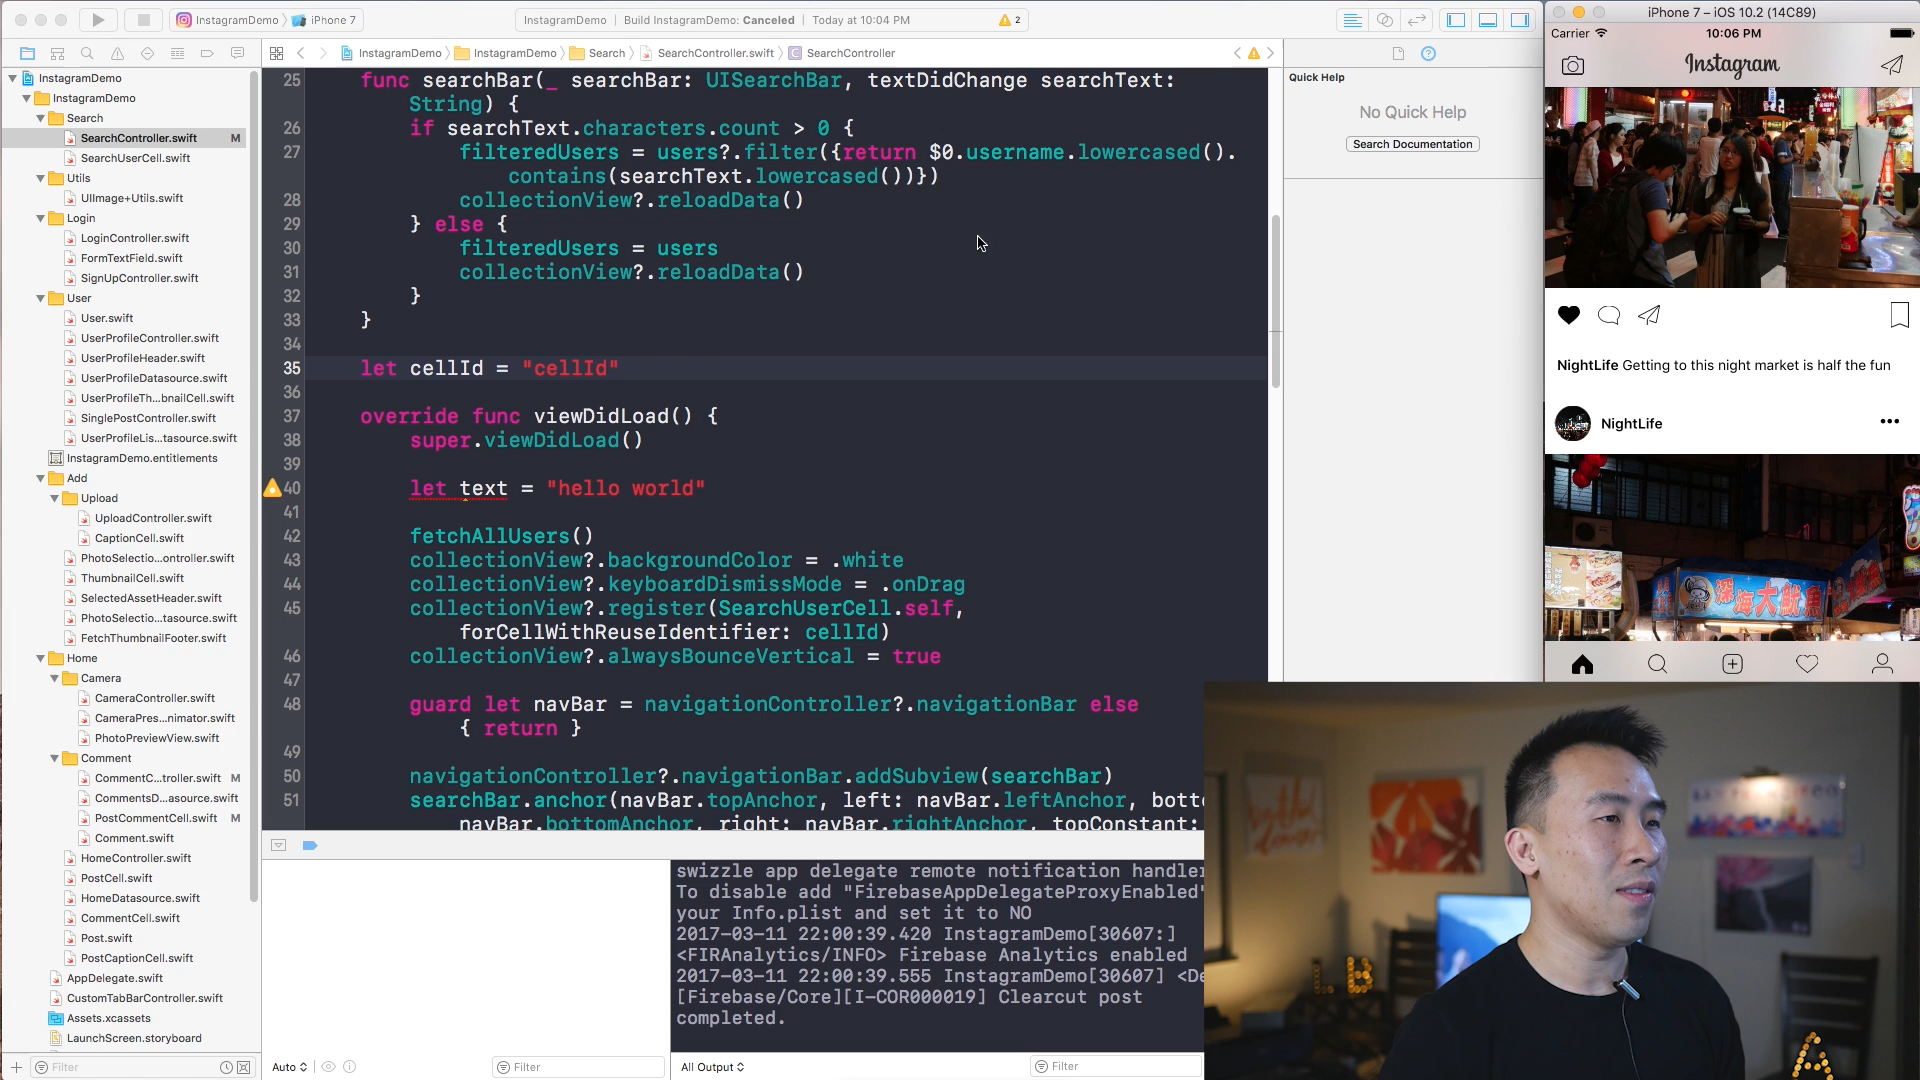 InstagramDemo
iPhone 7
InstagramDemo | Build InstagramDemo: Canceled | Today at 10:04 PM
2
InstagramDemo
InstagramDemo
Search
SearchController.swift
SearchController
InstagramDemo
InstagramDemo
Search
SearchController.swift M
SearchUserCell.swift
Utils
UIImage+Utils.swift
Login
LoginController.swift
FormTextField.swift
SignUpController.swift
User
User.swift
UserProfileController.swift
UserProfileHeader.swift
UserProfileDatasource.swift
UserProfileTh...bnailCell.swift
SinglePostController.swift
UserProfileLis...tasource.swift
InstagramDemo.entitlements
Add
Upload
UploadController.swift
CaptionCell.swift
PhotoSelectio...ontroller.swift
ThumbnailCell.swift
SelectedAssetHeader.swift
PhotoSelectio...tasource.swift
FetchThumbnailFooter.swift
Home
Camera
CameraController.swift
CameraPres...nimator.swift
PhotoPreviewView.swift
Comment
CommentC...troller.swift M
CommentsD...asource.swift
PostCommentCell.swift M
Comment.swift
HomeController.swift
PostCell.swift
HomeDatasource.swift
CommentCell.swift
Post.swift
PostCaptionCell.swift
AppDelegate.swift
CustomTabBarController.swift
Assets.xcassets
LaunchScreen.storyboard
Filter
25 func searchBar(_ searchBar: UISearchBar, textDidChange searchText:
String) {
26 if searchText.characters.count > 0 {
27 filteredUsers = users?.filter({return $0.username.lowercased().
contains(searchText.lowercased())})
28 collectionView?.reloadData()
29 } else {
30 filteredUsers = users
31 collectionView?.reloadData()
32 }
33 }
34
35 let cellId = "cellId"
36
37 override func viewDidLoad() {
38 super.viewDidLoad()
39
40 let text = "hello world"
41
42 fetchAllUsers()
43 collectionView?.backgroundColor = .white
44 collectionView?.keyboardDismissMode = .onDrag
45 collectionView?.register(SearchUserCell.self,
forCellWithReuseIdentifier: cellId)
46 collectionView?.alwaysBounceVertical = true
47
48 guard let navBar = navigationController?.navigationBar else
{ return }
49
50 navigationController?.navigationBar.addSubview(searchBar)
51 searchBar.anchor(navBar.topAnchor, left: navBar.leftAnchor, botto
navBar.bottomAnchor, right: navBar.rightAnchor, topConstant:
swizzle app delegate remote notification handler
To disable add "FirebaseAppDelegateProxyEnabled"
your Info.plist and set it to NO
2017-03-11 22:00:39.420 InstagramDemo[30607:]
<FIRAnalytics/INFO> Firebase Analytics enabled
2017-03-11 22:00:39.555 InstagramDemo[30607] <De
[Firebase/Core][I-COR000019] Clearcut post
completed.
Auto
Filter
All Output
Filter
Quick Help
No Quick Help
Search Documentation
iPhone 7 – iOS 10.2 (14C89)
Carrier 10:06 PM
Instagram
NightLife Getting to this night market is half the fun
NightLife
深海大魷魚
L B
A